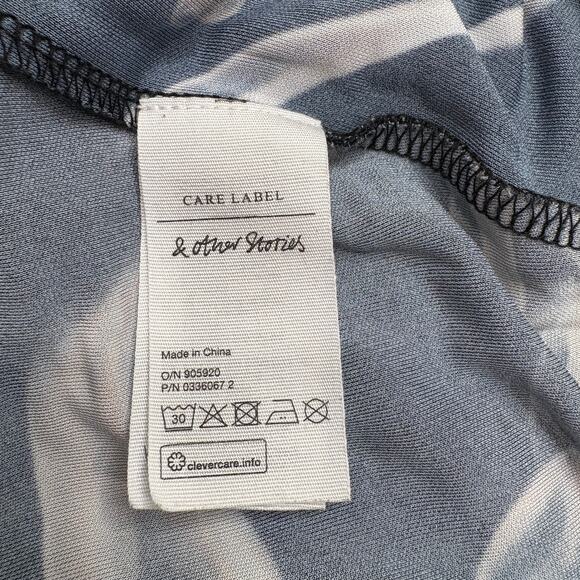 CARE LABEL
& other Stories
Made in China
O/N 905920
P/N 0336067 2
30
clevercare.info